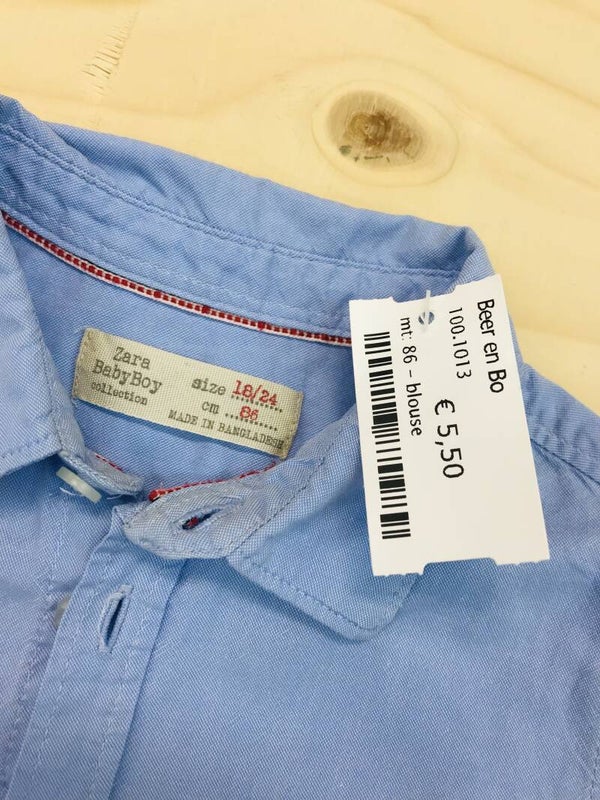 Zara
BabyBoy
collection
size 18/24
cm 86
MADE IN BANGLADESH
Beer en Bo
100.1013
€ 5,50
mt: 86 – blouse